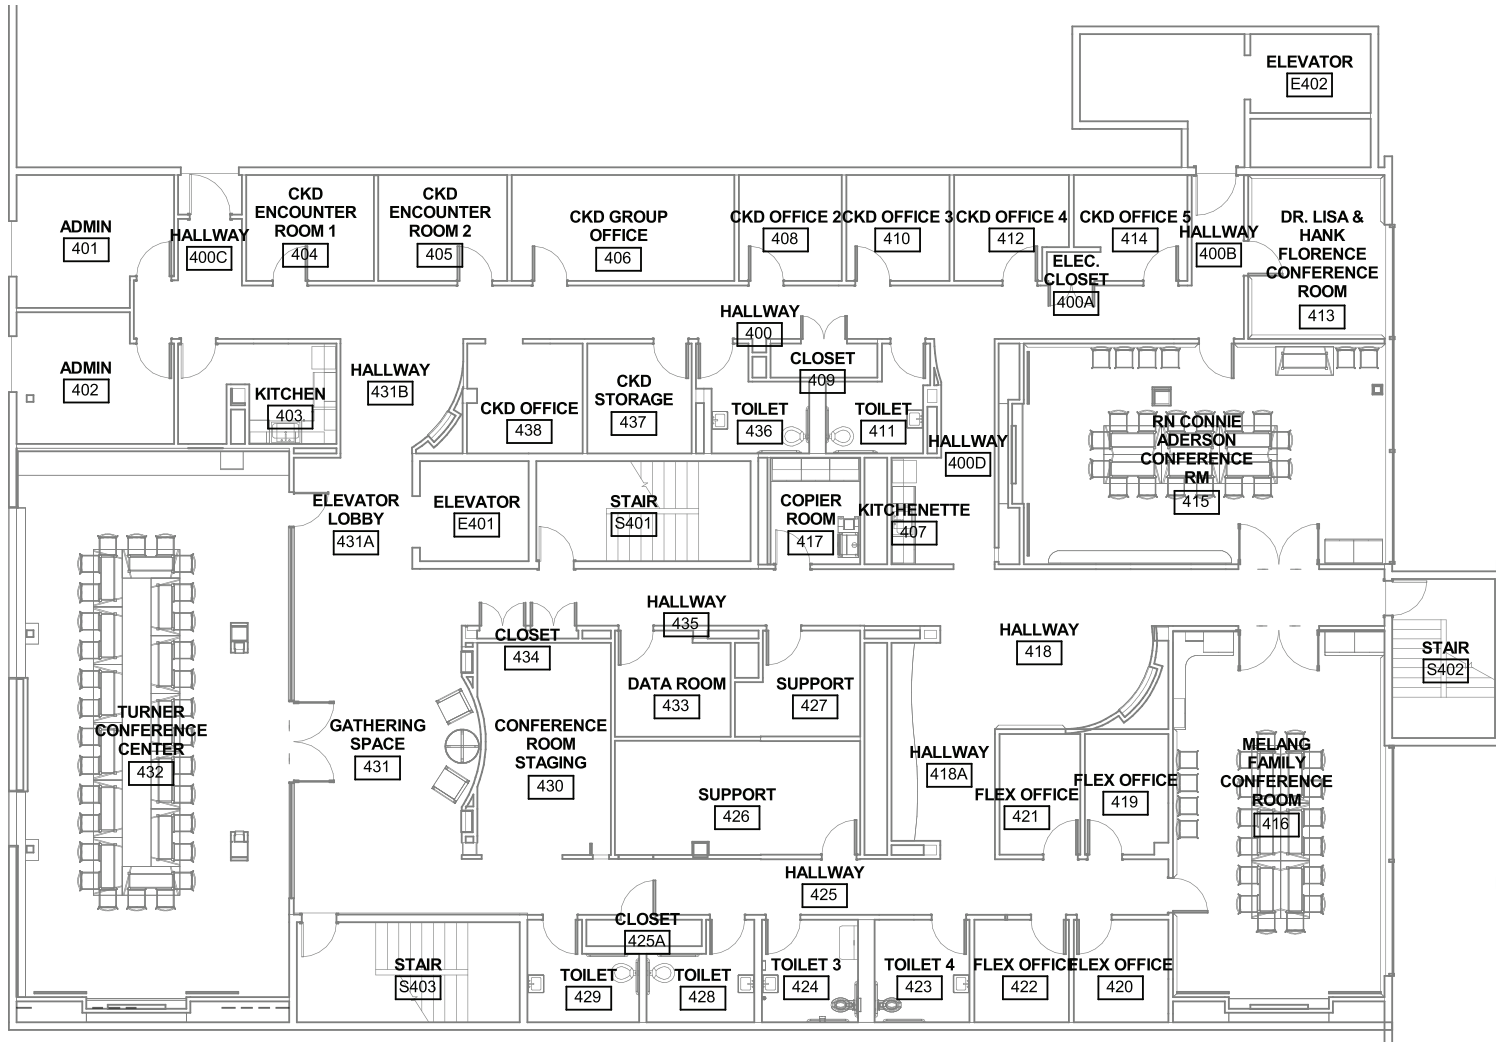 ELEVATOR
E402
ADMIN
401
HALLWAY
400C
CKD
ENCOUNTER
ROOM 1
404
CKD
ENCOUNTER
ROOM 2
405
CKD GROUP
OFFICE
406
CKD OFFICE 2
408
CKD OFFICE 3
410
CKD OFFICE 4
412
CKD OFFICE 5
414
HALLWAY
400B
DR. LISA &
HANK
FLORENCE
CONFERENCE
ROOM
413
ELEC.
CLOSET
400A
HALLWAY
400
ADMIN
402
KITCHEN
403
HALLWAY
431B
CKD OFFICE
438
CKD
STORAGE
437
CLOSET
409
TOILET
436
TOILET
411
HALLWAY
400D
RN CONNIE
ADERSON
CONFERENCE
RM
415
ELEVATOR
LOBBY
431A
ELEVATOR
E401
STAIR
S401
COPIER
ROOM
417
KITCHENETTE
407
HALLWAY
435
CLOSET
434
HALLWAY
418
STAIR
S402
DATA ROOM
433
SUPPORT
427
TURNER
CONFERENCE
CENTER
432
GATHERING
SPACE
431
CONFERENCE
ROOM
STAGING
430
SUPPORT
426
HALLWAY
418A
FLEX OFFICE
421
FLEX OFFICE
419
MELANG
FAMILY
CONFERENCE
ROOM
416
HALLWAY
425
CLOSET
425A
STAIR
S403
TOILET
429
TOILET
428
TOILET 3
424
TOILET 4
423
FLEX OFFICE
422
FLEX OFFICE
420